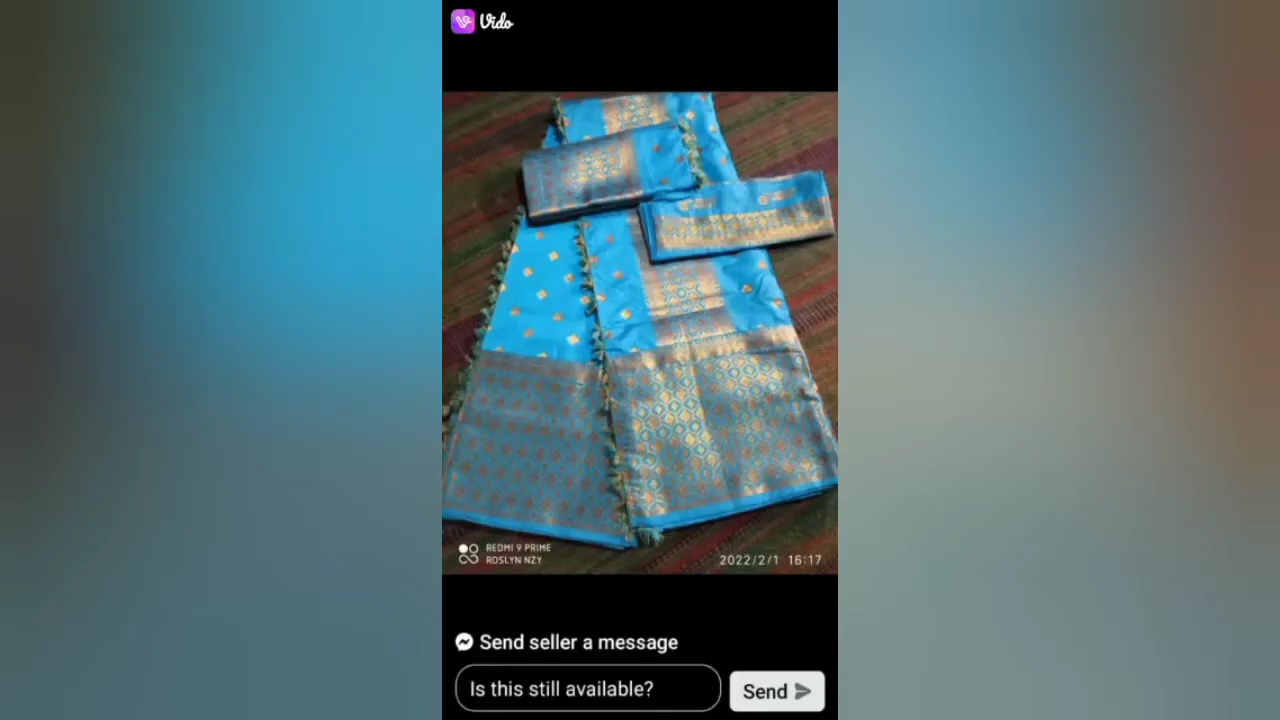 Vido
REDMI 9 PRIME
ROSLYN NZY
2022/2/1 16:17
Send seller a message
Is this still available?
Send